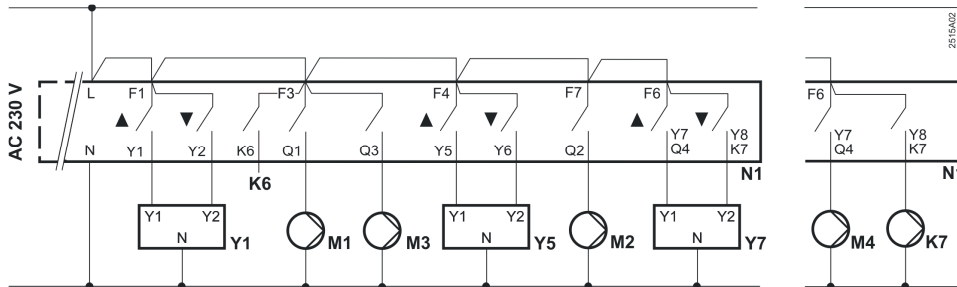 2515A02
AC 230 V
L F1 F3 F4 F7 F6 F6
▲ ▼ ▲ ▼ ▲ ▼
Y7 Y8 Y7 Y8
N Y1 Y2 K6 Q1 Q3 Y5 Y6 Q2 Q4 K7 N Q4 K7
K6 N1 N1
Y1 Y2 Y1 Y2 Y1 Y2
N Y1 M1 M3 N Y5 M2 N Y7 M4 K7